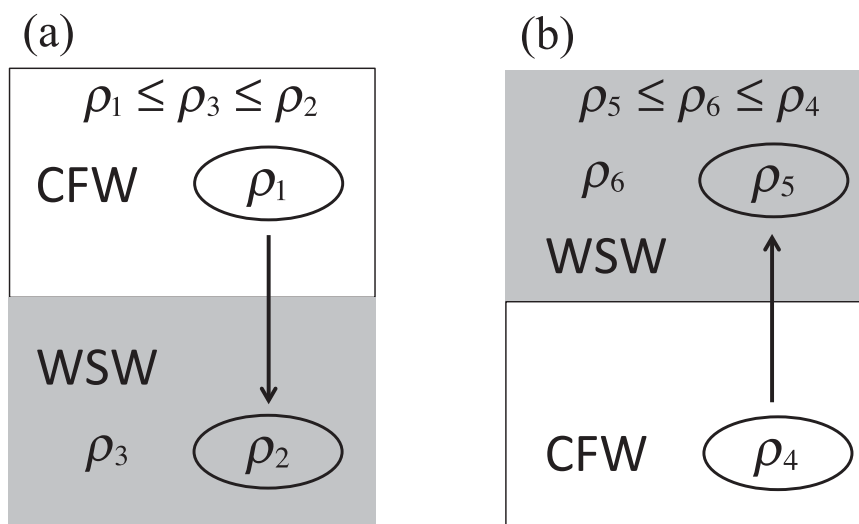 (a)
ρ₁ ≤ ρ₃ ≤ ρ₂
CFW ρ₁
WSW
ρ₃ ρ₂
(b)
ρ₅ ≤ ρ₆ ≤ ρ₄
ρ₆ ρ₅
WSW
CFW ρ₄